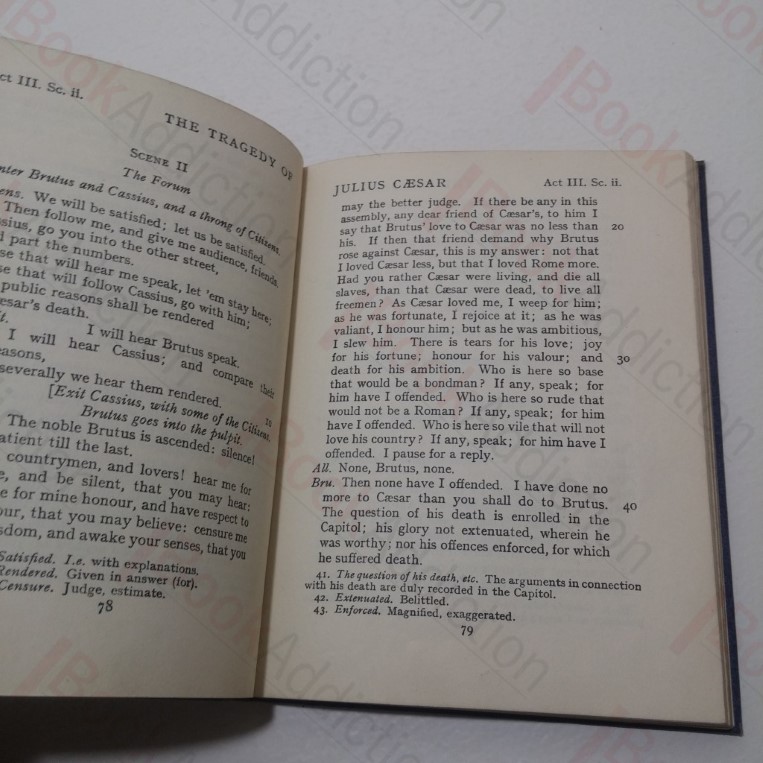 ct III. Sc. ii.
THE TRAGEDY OF
SCENE II
The Forum
nter Brutus and Cassius, and a throng of Citizens.
ens. We will be satisfied; let us be satisfied.
Then follow me, and give me audience, friends.
sius, go you into the other street,
d part the numbers.
se that will hear me speak, let 'em stay here;
se that will follow Cassius, go with him;
public reasons shall be rendered
esar's death.
it.
I will hear Brutus speak.
I will hear Cassius; and compare their
easons,
severally we hear them rendered.
[Exit Cassius, with some of the Citizens.
10
Brutus goes into the pulpit.
The noble Brutus is ascended: silence!
atient till the last.
countrymen, and lovers! hear me for
e, and be silent, that you may hear:
e for mine honour, and have respect to
our, that you may believe: censure me
sdom, and awake your senses, that you
Satisfied. I.e. with explanations.
Rendered. Given in answer (for).
Censure. Judge, estimate.
78
JULIUS CÆSAR Act III. Sc. ii.
may the better judge. If there be any in this
assembly, any dear friend of Cæsar's, to him I
say that Brutus' love to Cæsar was no less than 20
his. If then that friend demand why Brutus
rose against Cæsar, this is my answer: not that
I loved Cæsar less, but that I loved Rome more.
Had you rather Cæsar were living, and die all
slaves, than that Cæsar were dead, to live all
freemen? As Cæsar loved me, I weep for him;
as he was fortunate, I rejoice at it; as he was
valiant, I honour him; but as he was ambitious,
I slew him. There is tears for his love; joy
for his fortune; honour for his valour; and 30
death for his ambition. Who is here so base
that would be a bondman? If any, speak; for
him have I offended. Who is here so rude that
would not be a Roman? If any, speak; for him
have I offended. Who is here so vile that will not
love his country? If any, speak; for him have I
offended. I pause for a reply.
All. None, Brutus, none.
Bru. Then none have I offended. I have done no
more to Cæsar than you shall do to Brutus. 40
The question of his death is enrolled in the
Capitol; his glory not extenuated, wherein he
was worthy; nor his offences enforced, for which
he suffered death.
41. The question of his death, etc. The arguments in connection
with his death are duly recorded in the Capitol.
42. Extenuated. Belittled.
43. Enforced. Magnified, exaggerated.
79
BookAddiction